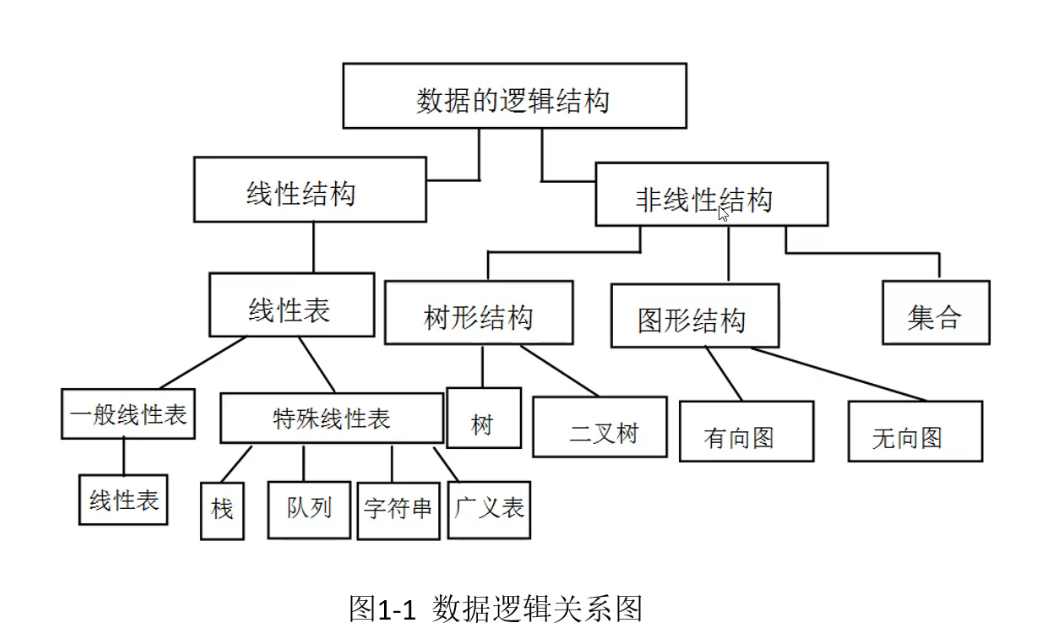 数据的逻辑结构
线性结构
非线性结构
线性表
树形结构
图形结构
集合
一般线性表
特殊线性表
树
二叉树
有向图
无向图
线性表
栈
队列
字符串
广义表
图1-1 数据逻辑关系图